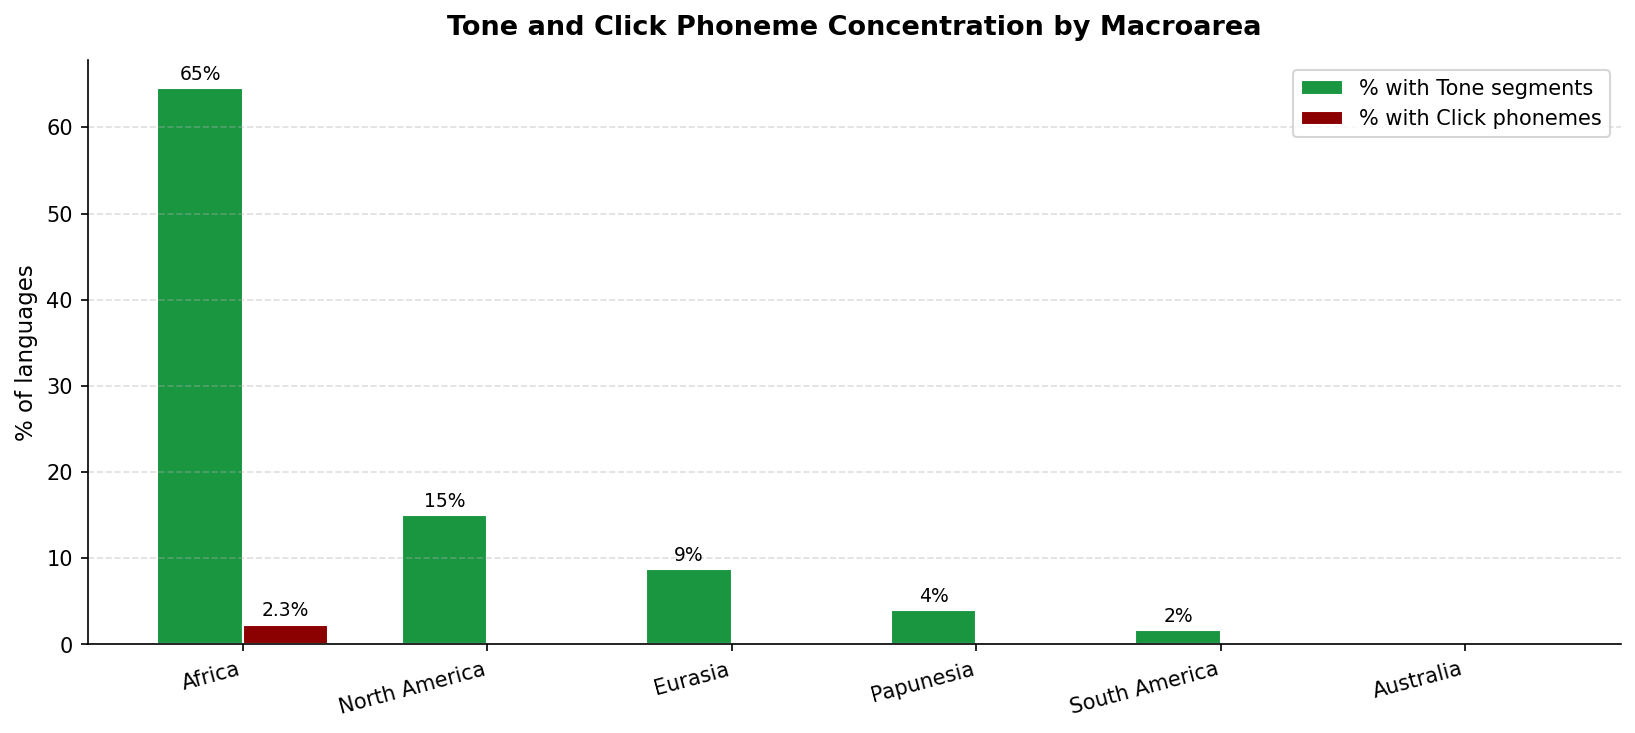 Tone and Click Phoneme Concentration by Macroarea
% with Tone segments
% with Click phonemes
% of languages
60
50
40
30
20
10
0
65%
2.3%
15%
9%
4%
2%
Africa
North America
Eurasia
Papunesia
South America
Australia